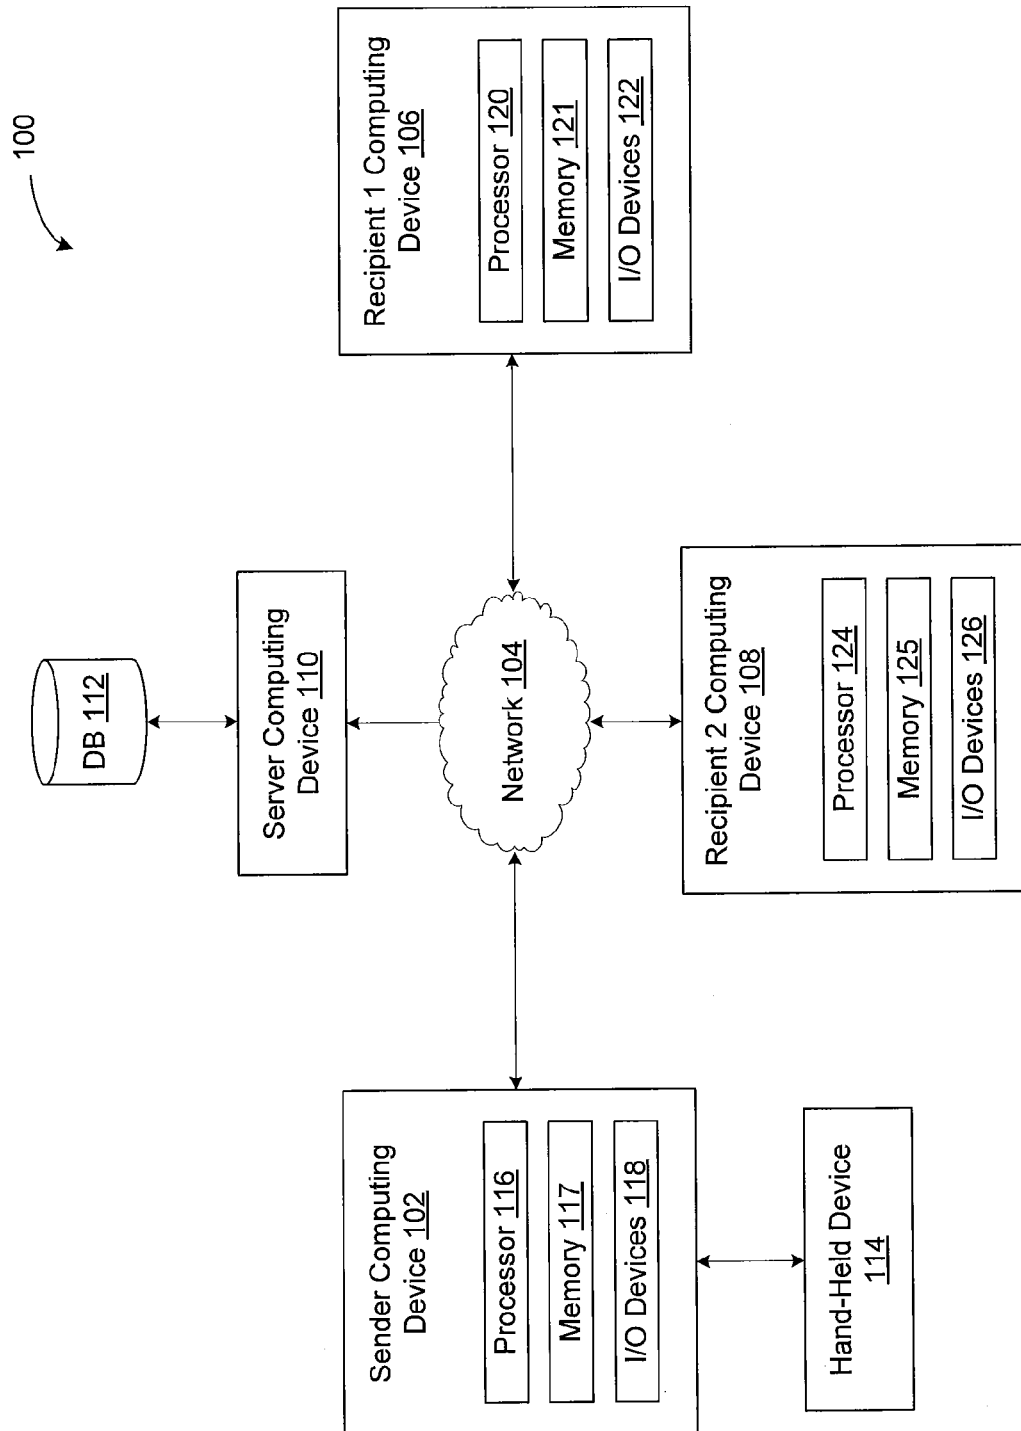 100
DB 112
Server Computing
Device 110
Network 104
Sender Computing
Device 102
Processor 116
Memory 117
I/O Devices 118
Hand-Held Device
114
Recipient 2 Computing
Device 108
Processor 124
Memory 125
I/O Devices 126
Recipient 1 Computing
Device 106
Processor 120
Memory 121
I/O Devices 122